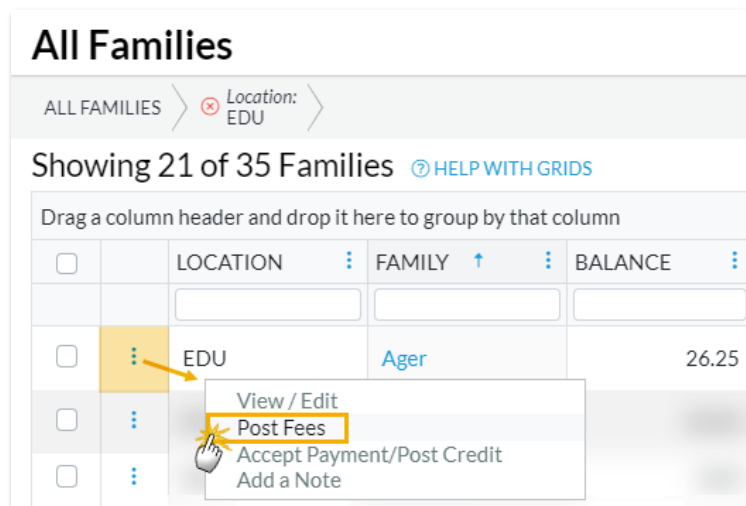 All Families
ALL FAMILIES
Location:
EDU
Showing 21 of 35 Families ? HELP WITH GRIDS
Drag a column header and drop it here to group by that column
LOCATION FAMILY ↑ BALANCE
EDU Ager 26.25
View / Edit
Post Fees
Accept Payment/Post Credit
Add a Note